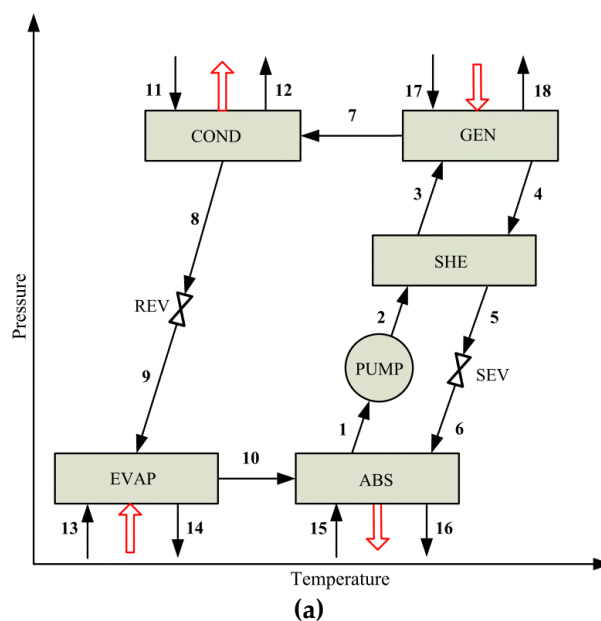 11
12
17
18
COND
7
GEN
3
4
8
SHE
REV
2
5
PUMP
SEV
9
1
6
10
EVAP
ABS
13
14
15
16
Pressure
Temperature
(a)